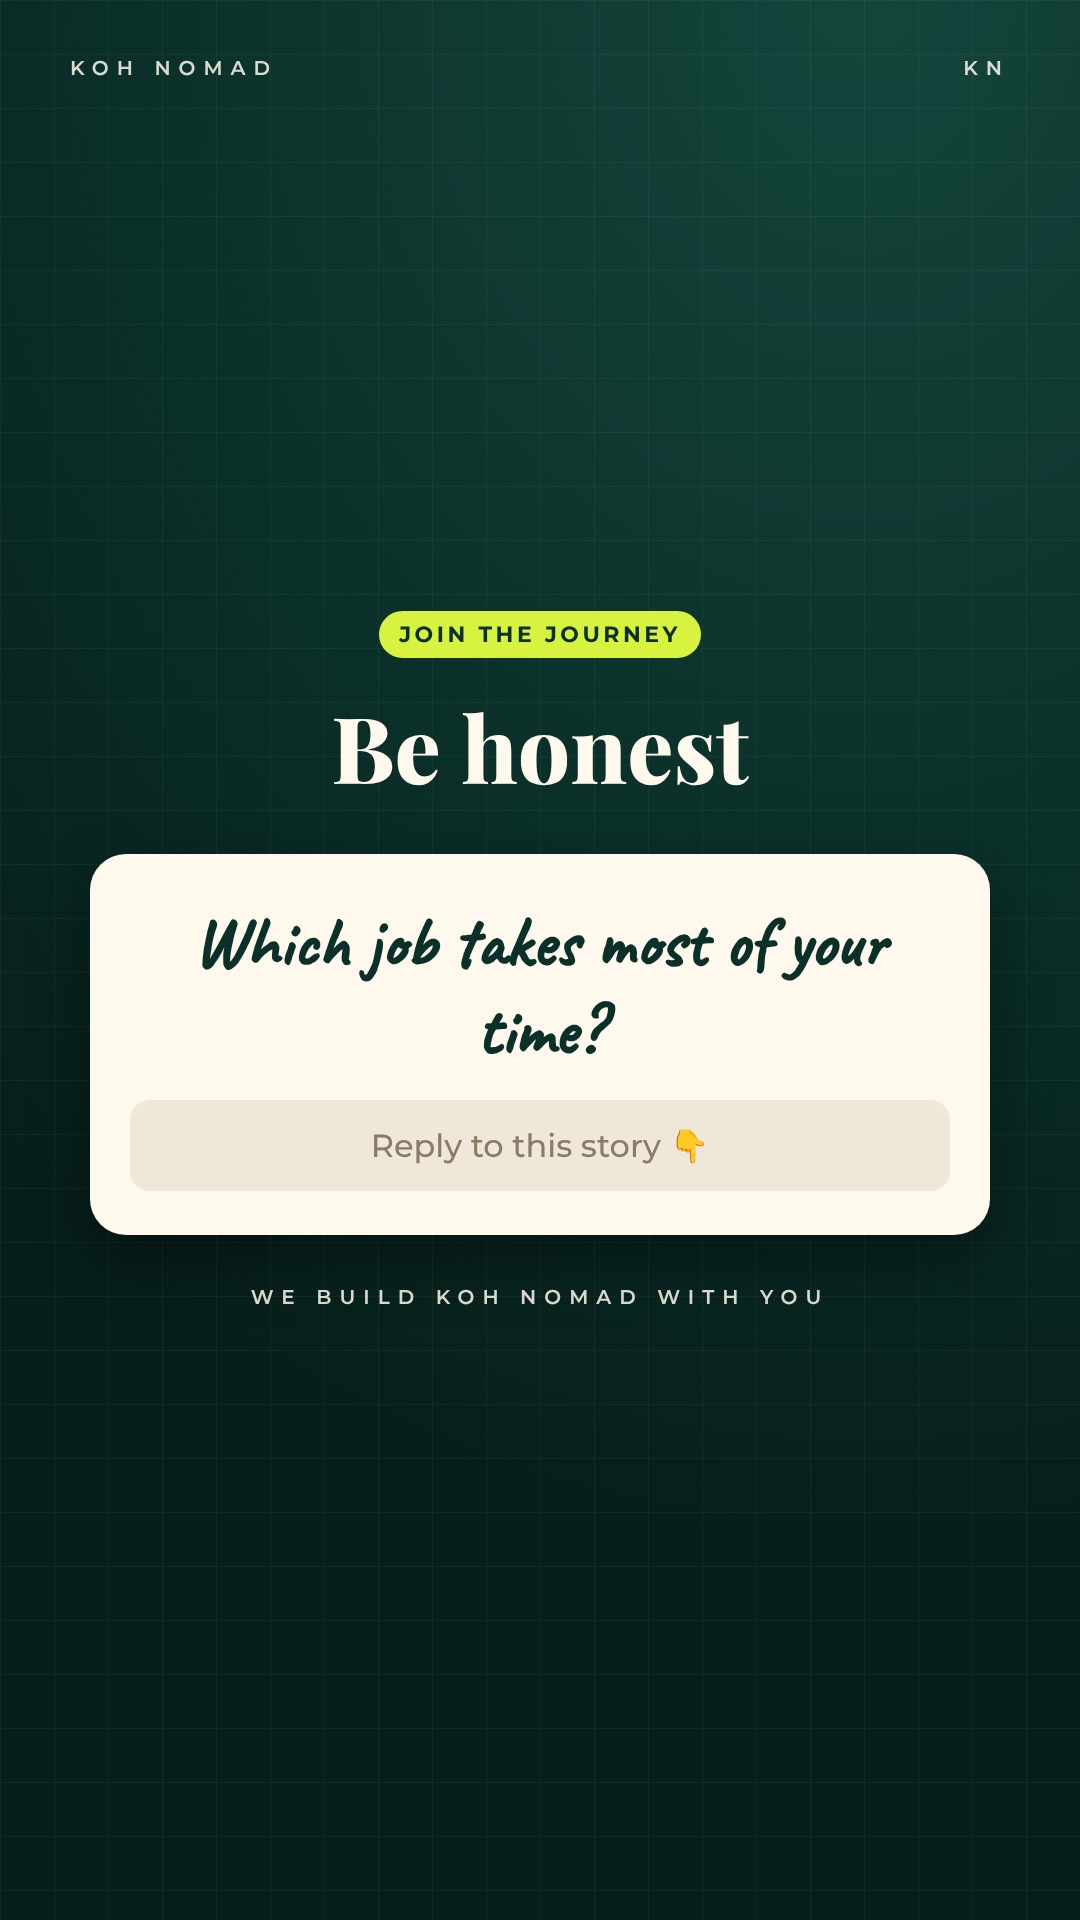 KOH NOMAD
KN
JOIN THE JOURNEY
Be honest
Which job takes most of your
time?
Reply to this story 👇
WE BUILD KOH NOMAD WITH YOU